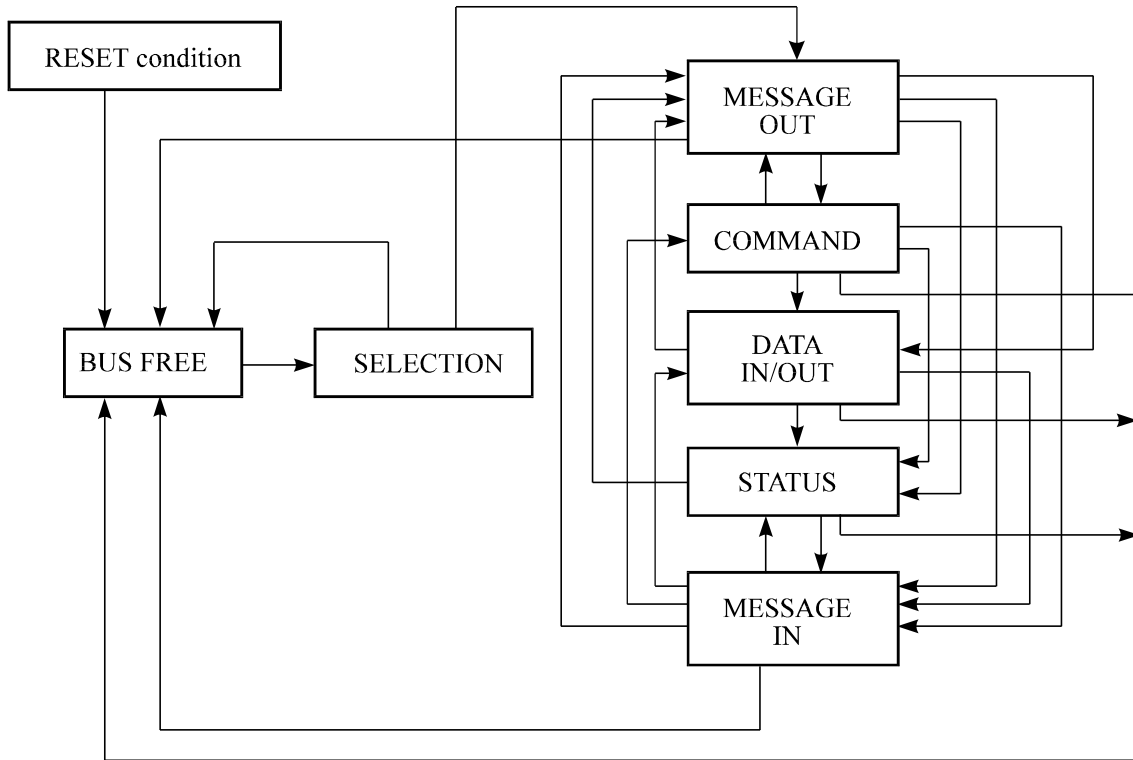 RESET condition
MESSAGE
OUT
COMMAND
BUS FREE
SELECTION
DATA
IN/OUT
STATUS
MESSAGE
IN